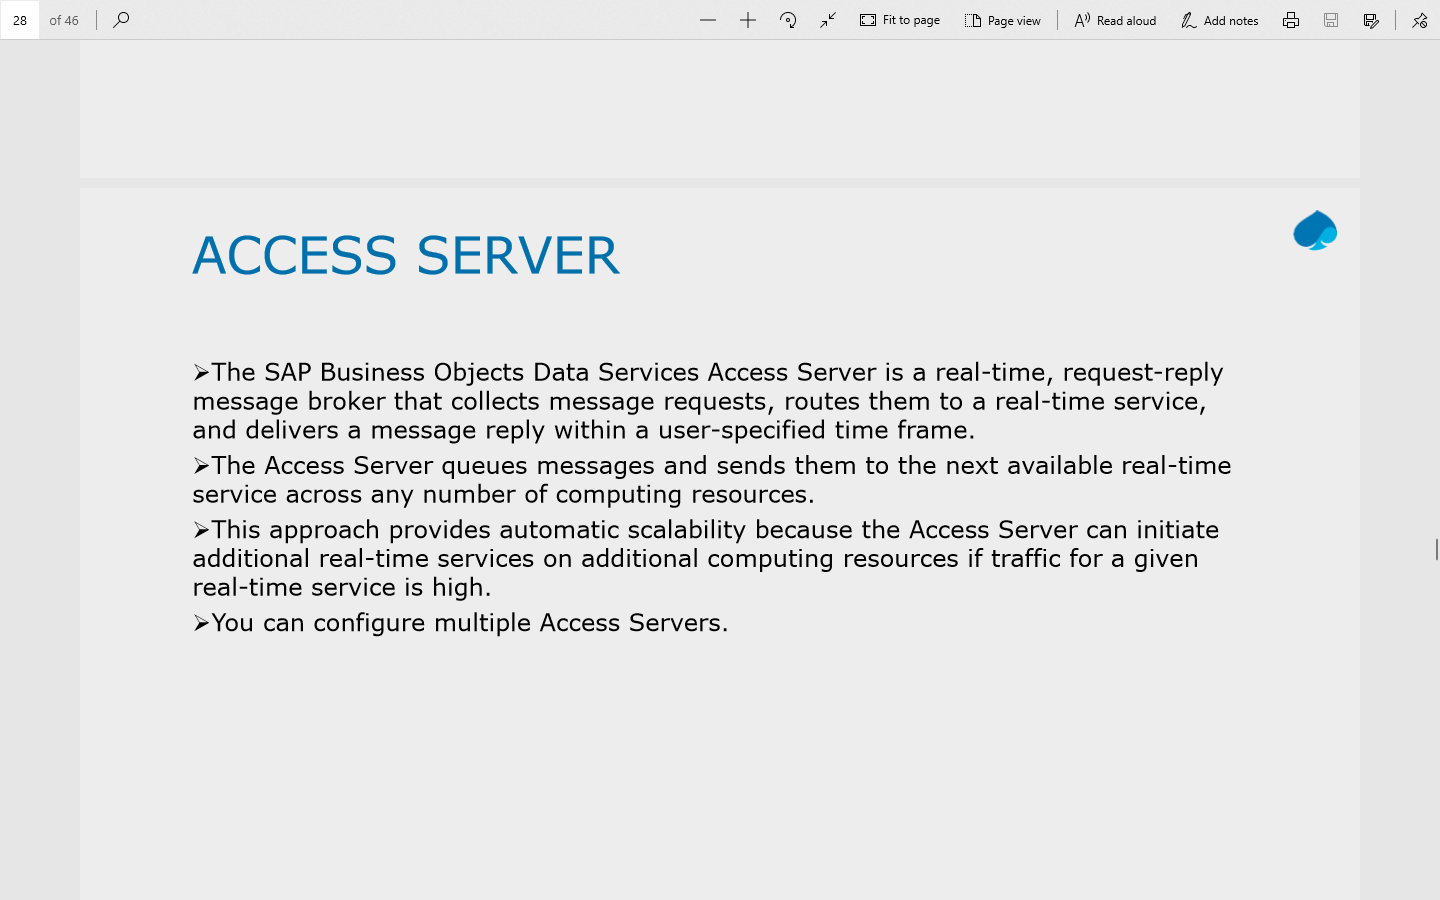 28 of 46 Fit to page Page view Read aloud Add notes
ACCESS SERVER
➢The SAP Business Objects Data Services Access Server is a real-time, request-reply
message broker that collects message requests, routes them to a real-time service,
and delivers a message reply within a user-specified time frame.
➢The Access Server queues messages and sends them to the next available real-time
service across any number of computing resources.
➢This approach provides automatic scalability because the Access Server can initiate
additional real-time services on additional computing resources if traffic for a given
real-time service is high.
➢You can configure multiple Access Servers.